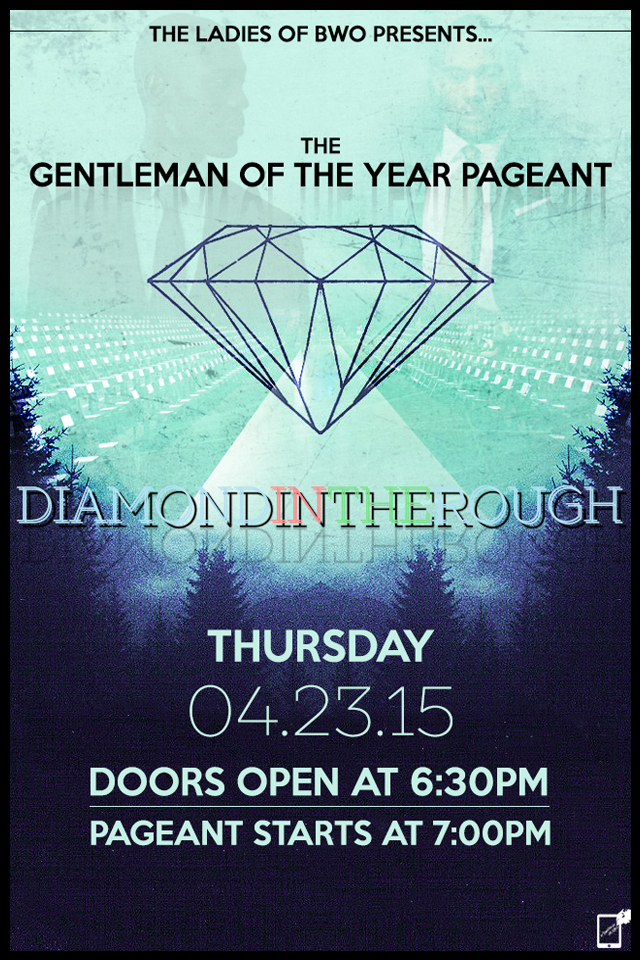 THE LADIES OF BWO PRESENTS...
THE
GENTLEMAN OF THE YEAR PAGEANT
DIAMONDINTHEROUGH
THURSDAY
04.23.15
DOORS OPEN AT 6:30PM
PAGEANT STARTS AT 7:00PM